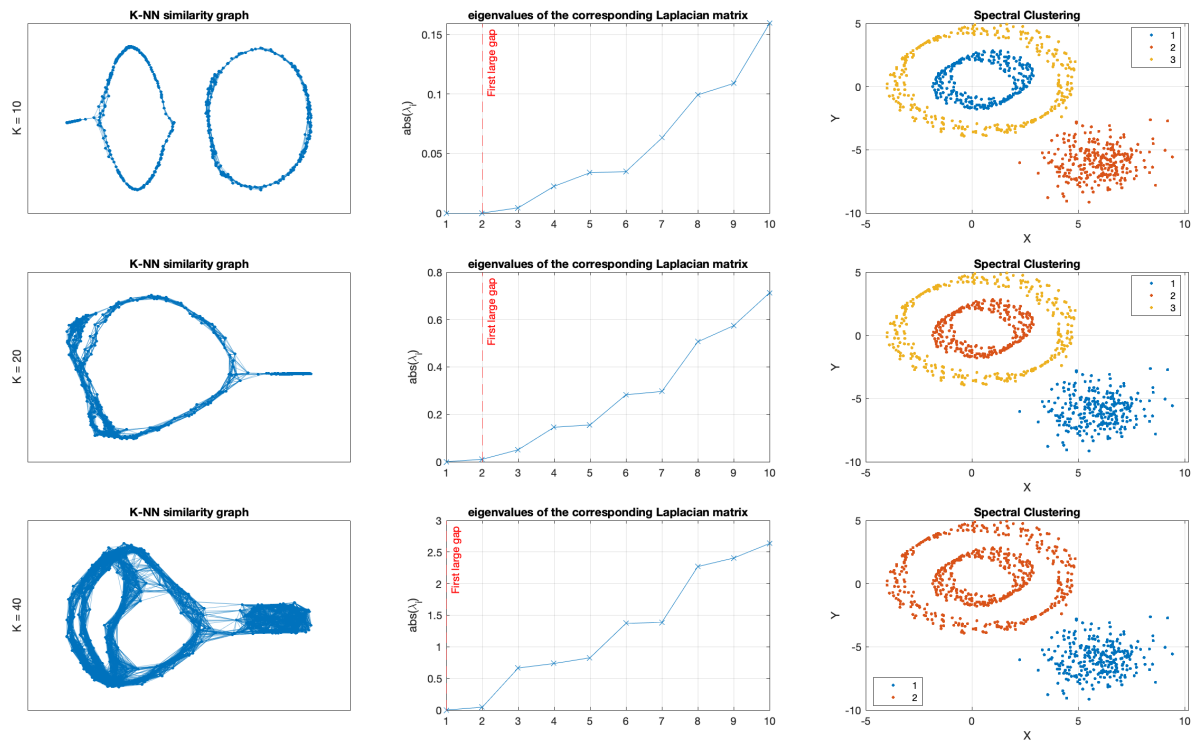 K-NN similarity graph
K = 10
eigenvalues of the corresponding Laplacian matrix
abs(λi)
0.15
0.1
0.05
0
First large gap
1 2 3 4 5 6 7 8 9 10
Spectral Clustering
Y
5
0
-5
-10
1
2
3
-5 0 5 10
X
K-NN similarity graph
K = 20
eigenvalues of the corresponding Laplacian matrix
abs(λi)
0.8
0.6
0.4
0.2
0
First large gap
1 2 3 4 5 6 7 8 9 10
Spectral Clustering
Y
5
0
-5
-10
1
2
3
-5 0 5 10
X
K-NN similarity graph
K = 40
eigenvalues of the corresponding Laplacian matrix
abs(λi)
3
2.5
2
1.5
1
0.5
0
First large gap
1 2 3 4 5 6 7 8 9 10
Spectral Clustering
Y
5
0
-5
-10
1
2
-5 0 5 10
X